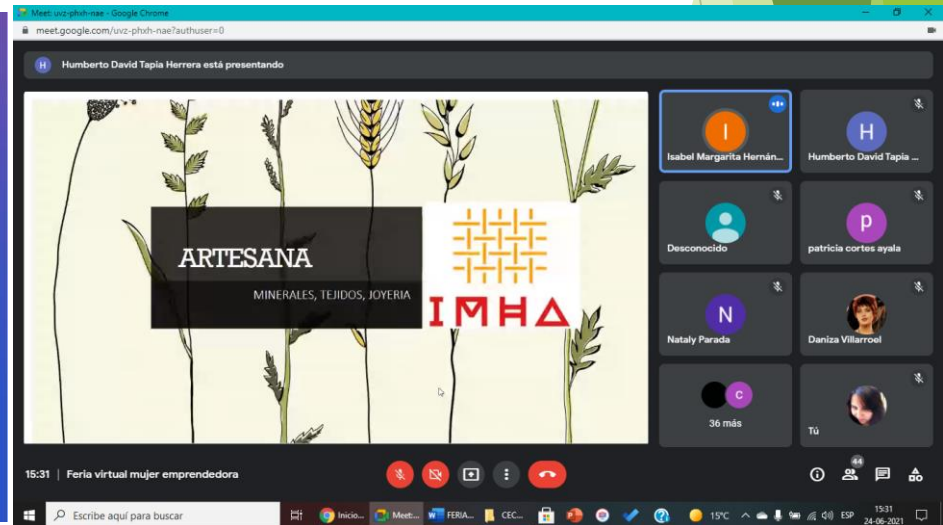 Meet: uvz-phxh-nae - Google Chrome
meet.google.com/uvz-phxh-nae?authuser=0
H Humberto David Tapia Herrera está presentando
ARTESANA
MINERALES, TEJIDOS, JOYERIA
IMHA
I
Isabel Margarita Hernán...
H
Humberto David Tapia ...
Desconocido
p
patricia cortes ayala
N
Nataly Parada
Daniza Villarroel
c
36 más
Tú
15:31 | Feria virtual mujer emprendedora
44
Escribe aquí para buscar
Inicio...
Meet:...
FERIA...
CEC...
15°C
ESP
15:31
24-06-2021